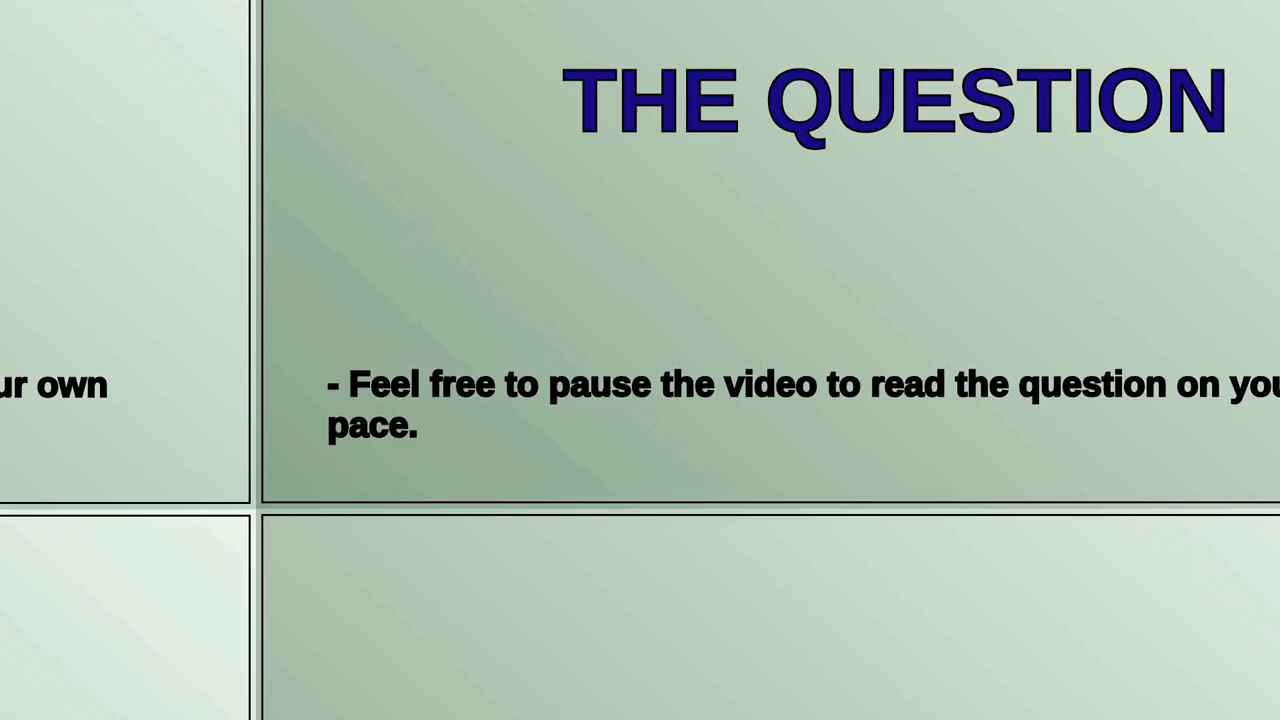 THE QUESTION
ur own
- Feel free to pause the video to read the question on you
pace.